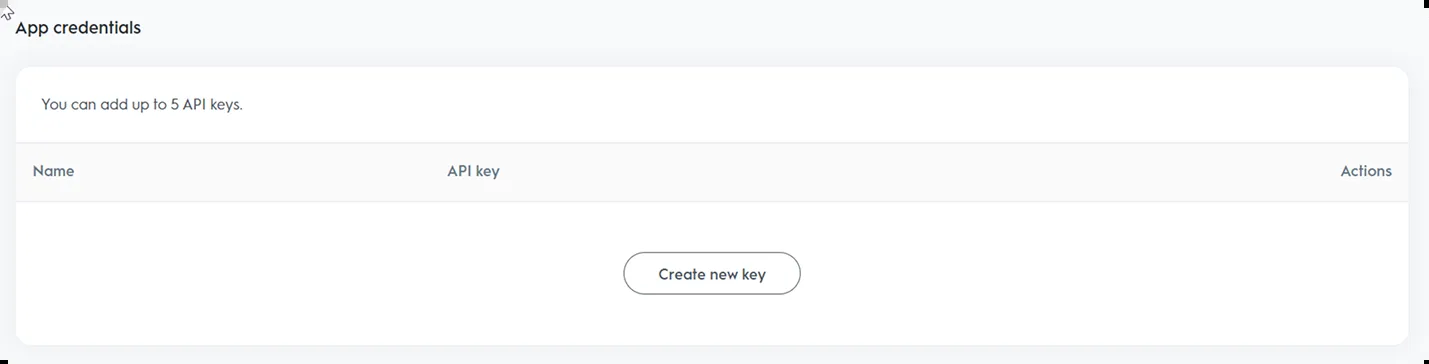 App credentials
You can add up to 5 API keys.
Name API key Actions
Create new key